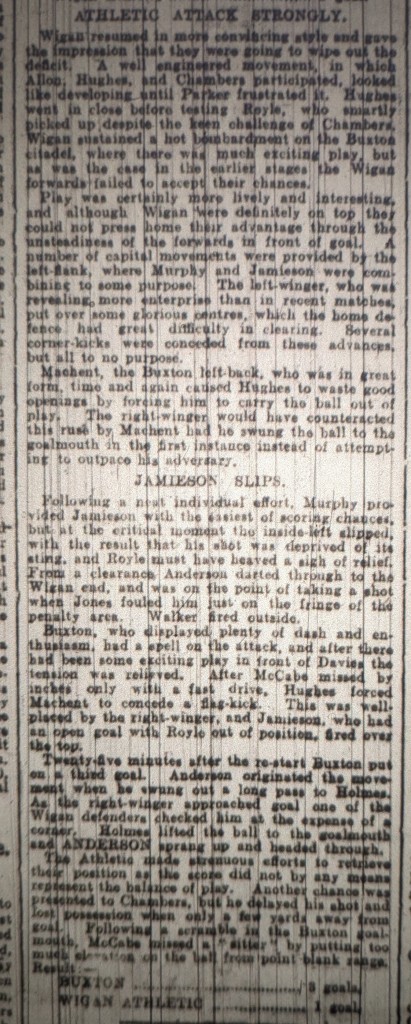 ATHLETIC ATTACK STRONGLY.
Wigan resumed in more convincing style and gave
the impression that they were going to wipe out the
deficit. A well engineered movement, in which
Allon, Hughes, and Chambers participated, looked
like developing until Parker frustrated it. Hughes
went in close before testing Royle, who smartly
picked up despite the keen challenge of Chambers.
Wigan sustained a hot bombardment on the Buxton
citadel, where there was much exciting play, but
as was the case in the earlier stages the Wigan
forwards failed to accept their chances.
Play was certainly more lively and interesting,
and although Wigan were definitely on top they
could not press home their advantage through the
unsteadiness of the forwards in front of goal. A
number of capital movements were provided by the
left-flank, where Murphy and Jamieson were com-
bining to some purpose. The left-winger, who was
revealing more enterprise than in recent matches,
put over some glorious centres, which the home de-
fence had great difficulty in clearing. Several
corner-kicks were conceded from these advances,
but all to no purpose.
Machent, the Buxton left-back, who was in great
form, time and again caused Hughes to waste good
openings by forcing him to carry the ball out of
play. The right-winger would have counteracted
this ruse by Machent had he swung the ball to the
goalmouth in the first instance instead of attempt-
ing to outpace his adversary.
JAMIESON SLIPS.
Following a neat individual effort, Murphy pro-
vided Jamieson with the easiest of scoring chances,
but at the critical moment the inside-left slipped,
with the result that his shot was deprived of its
sting, and Royle must have heaved a sigh of relief.
From a clearance Anderson darted through to the
Wigan end, and was on the point of taking a shot
when Jones fouled him just on the fringe of the
penalty area. Walker fired outside.
Buxton, who displayed plenty of dash and en-
thusiasm, had a spell on the attack, and after there
had been some exciting play in front of Davies the
tension was relieved. After McCabe missed by
inches only with a fast drive, Hughes forced
Machent to concede a flag-kick. This was well-
placed by the right-winger, and Jamieson, who had
an open goal with Royle out of position, fired over
the top.
Twenty-five minutes after the re-start Buxton put
on a third goal. Anderson originated the move-
ment when he swung out a long pass to Holmes.
As the right-winger approached goal one of the
Wigan defenders checked him at the expense of a
corner. Holmes lifted the ball to the goalmouth
and ANDERSON sprang up and headed through.
The Athletic made strenuous efforts to retrieve
their position as the score did not by any means
represent the balance of play. Another chance was
presented to Chambers, but he delayed his shot and
lost possession when only a few yards away from
goal. Following a scramble in the Buxton goal-
mouth, McCabe missed a "sitter" by putting too
much elevation on the ball from point blank range.
Result:—
BUXTON .................... 3 goals.
WIGAN ATHLETIC ............ 1 goal.